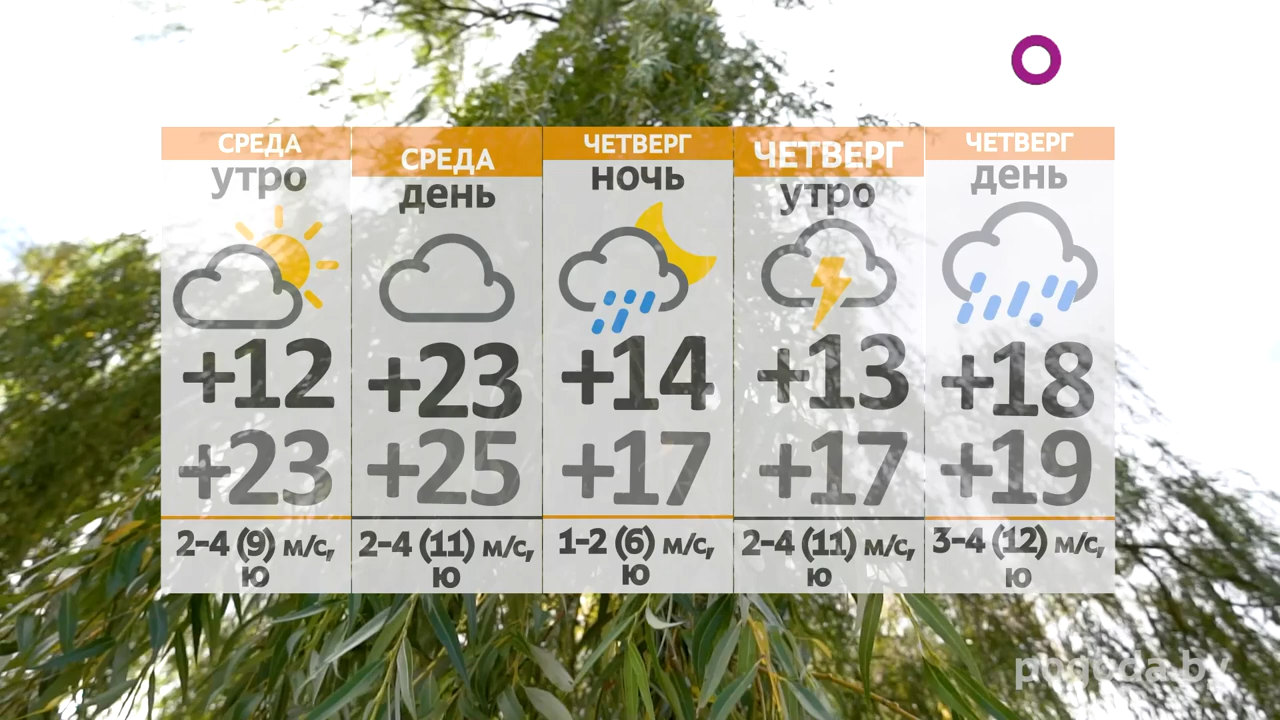 СРЕДА
утро
+12
+23
2-4 (9) м/с,
Ю
СРЕДА
день
+23
+25
2-4 (11) м/с,
Ю
ЧЕТВЕРГ
ночь
+14
+17
1-2 (6) м/с,
Ю
ЧЕТВЕРГ
утро
+13
+17
2-4 (11) м/с,
Ю
ЧЕТВЕРГ
день
+18
+19
3-4 (12) м/с,
Ю
pogoda.by